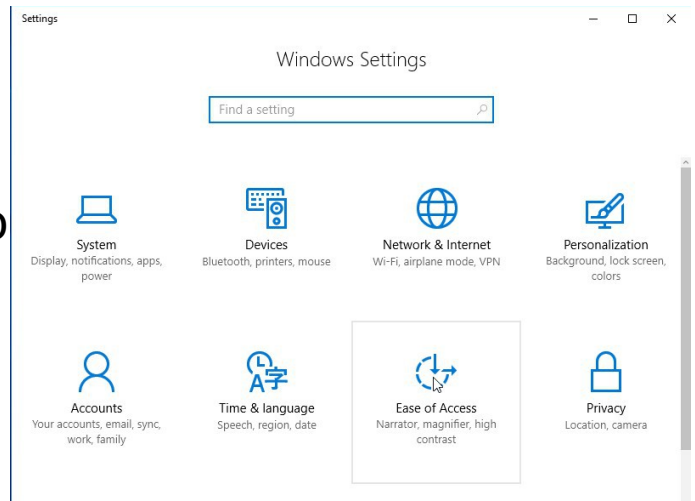 Settings
Windows Settings
Find a setting
System
Display, notifications, apps,
power
Devices
Bluetooth, printers, mouse
Network & Internet
Wi-Fi, airplane mode, VPN
Personalization
Background, lock screen,
colors
Accounts
Your accounts, email, sync,
work, family
Time & language
Speech, region, date
Ease of Access
Narrator, magnifier, high
contrast
Privacy
Location, camera